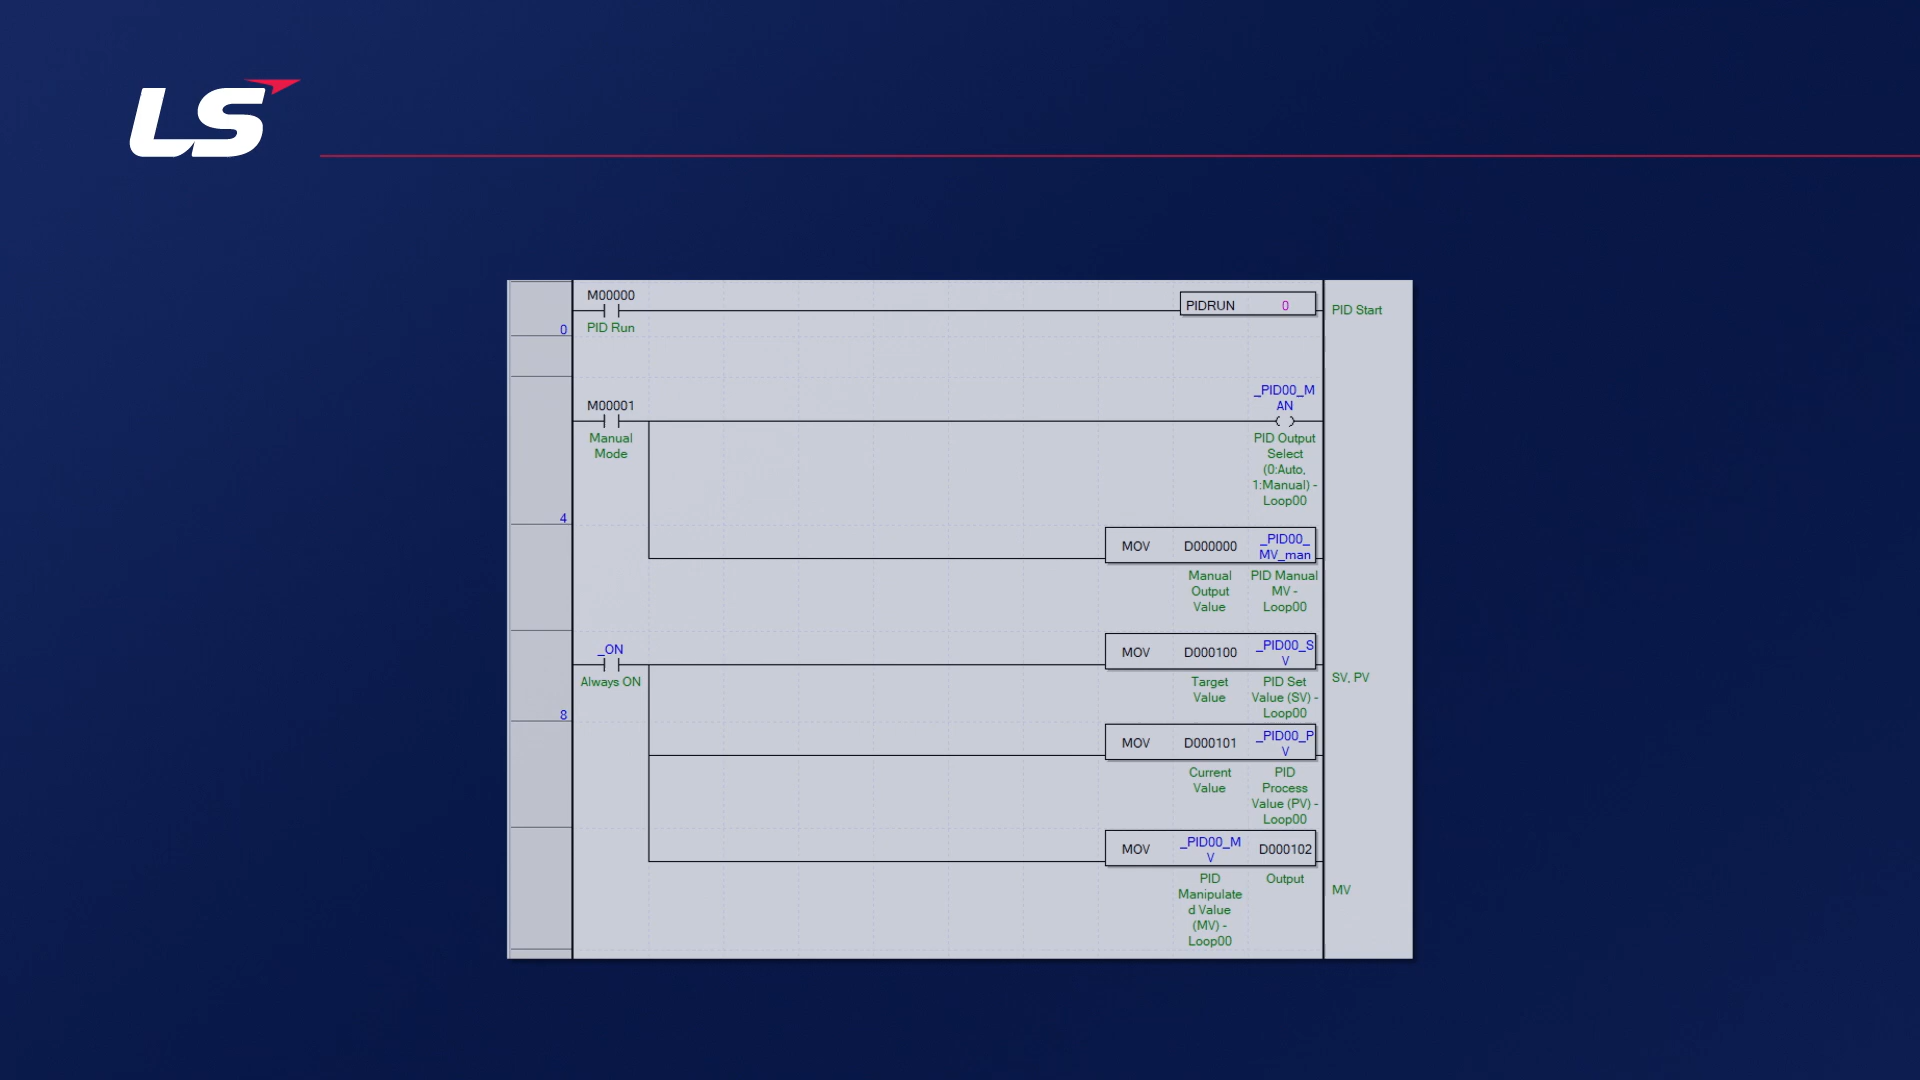 LS
M00000
PIDRUN 0
PID Start
0
PID Run
_PID00_M
AN
M00001
Manual
Mode
PID Output
Select
(0:Auto,
1:Manual) -
Loop00
4
MOV D000000 _PID00_
MV_man
Manual
Output
Value
PID Manual
MV -
Loop00
_ON
Always ON
MOV D000100 _PID00_S
V
SV, PV
Target
Value
PID Set
Value (SV) -
Loop00
8
MOV D000101 _PID00_P
V
Current
Value
PID
Process
Value (PV) -
Loop00
MOV _PID00_M
V
D000102
PID
Manipulate
d Value
(MV) -
Loop00
Output
MV